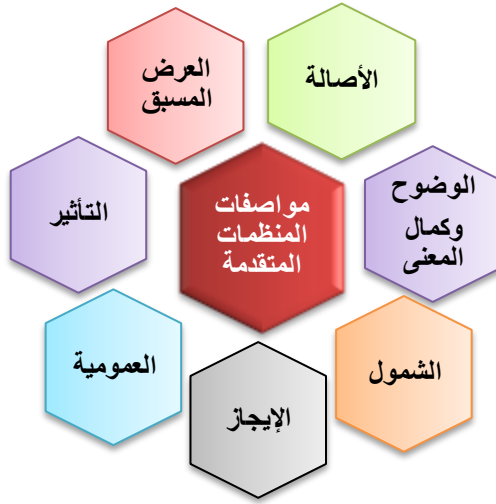 مواصفات
المنظمات
المتقدمة
الأصالة
الوضوح
وكمال
المعنى
الشمول
الإيجاز
العمومية
التأثير
العرض
المسبق